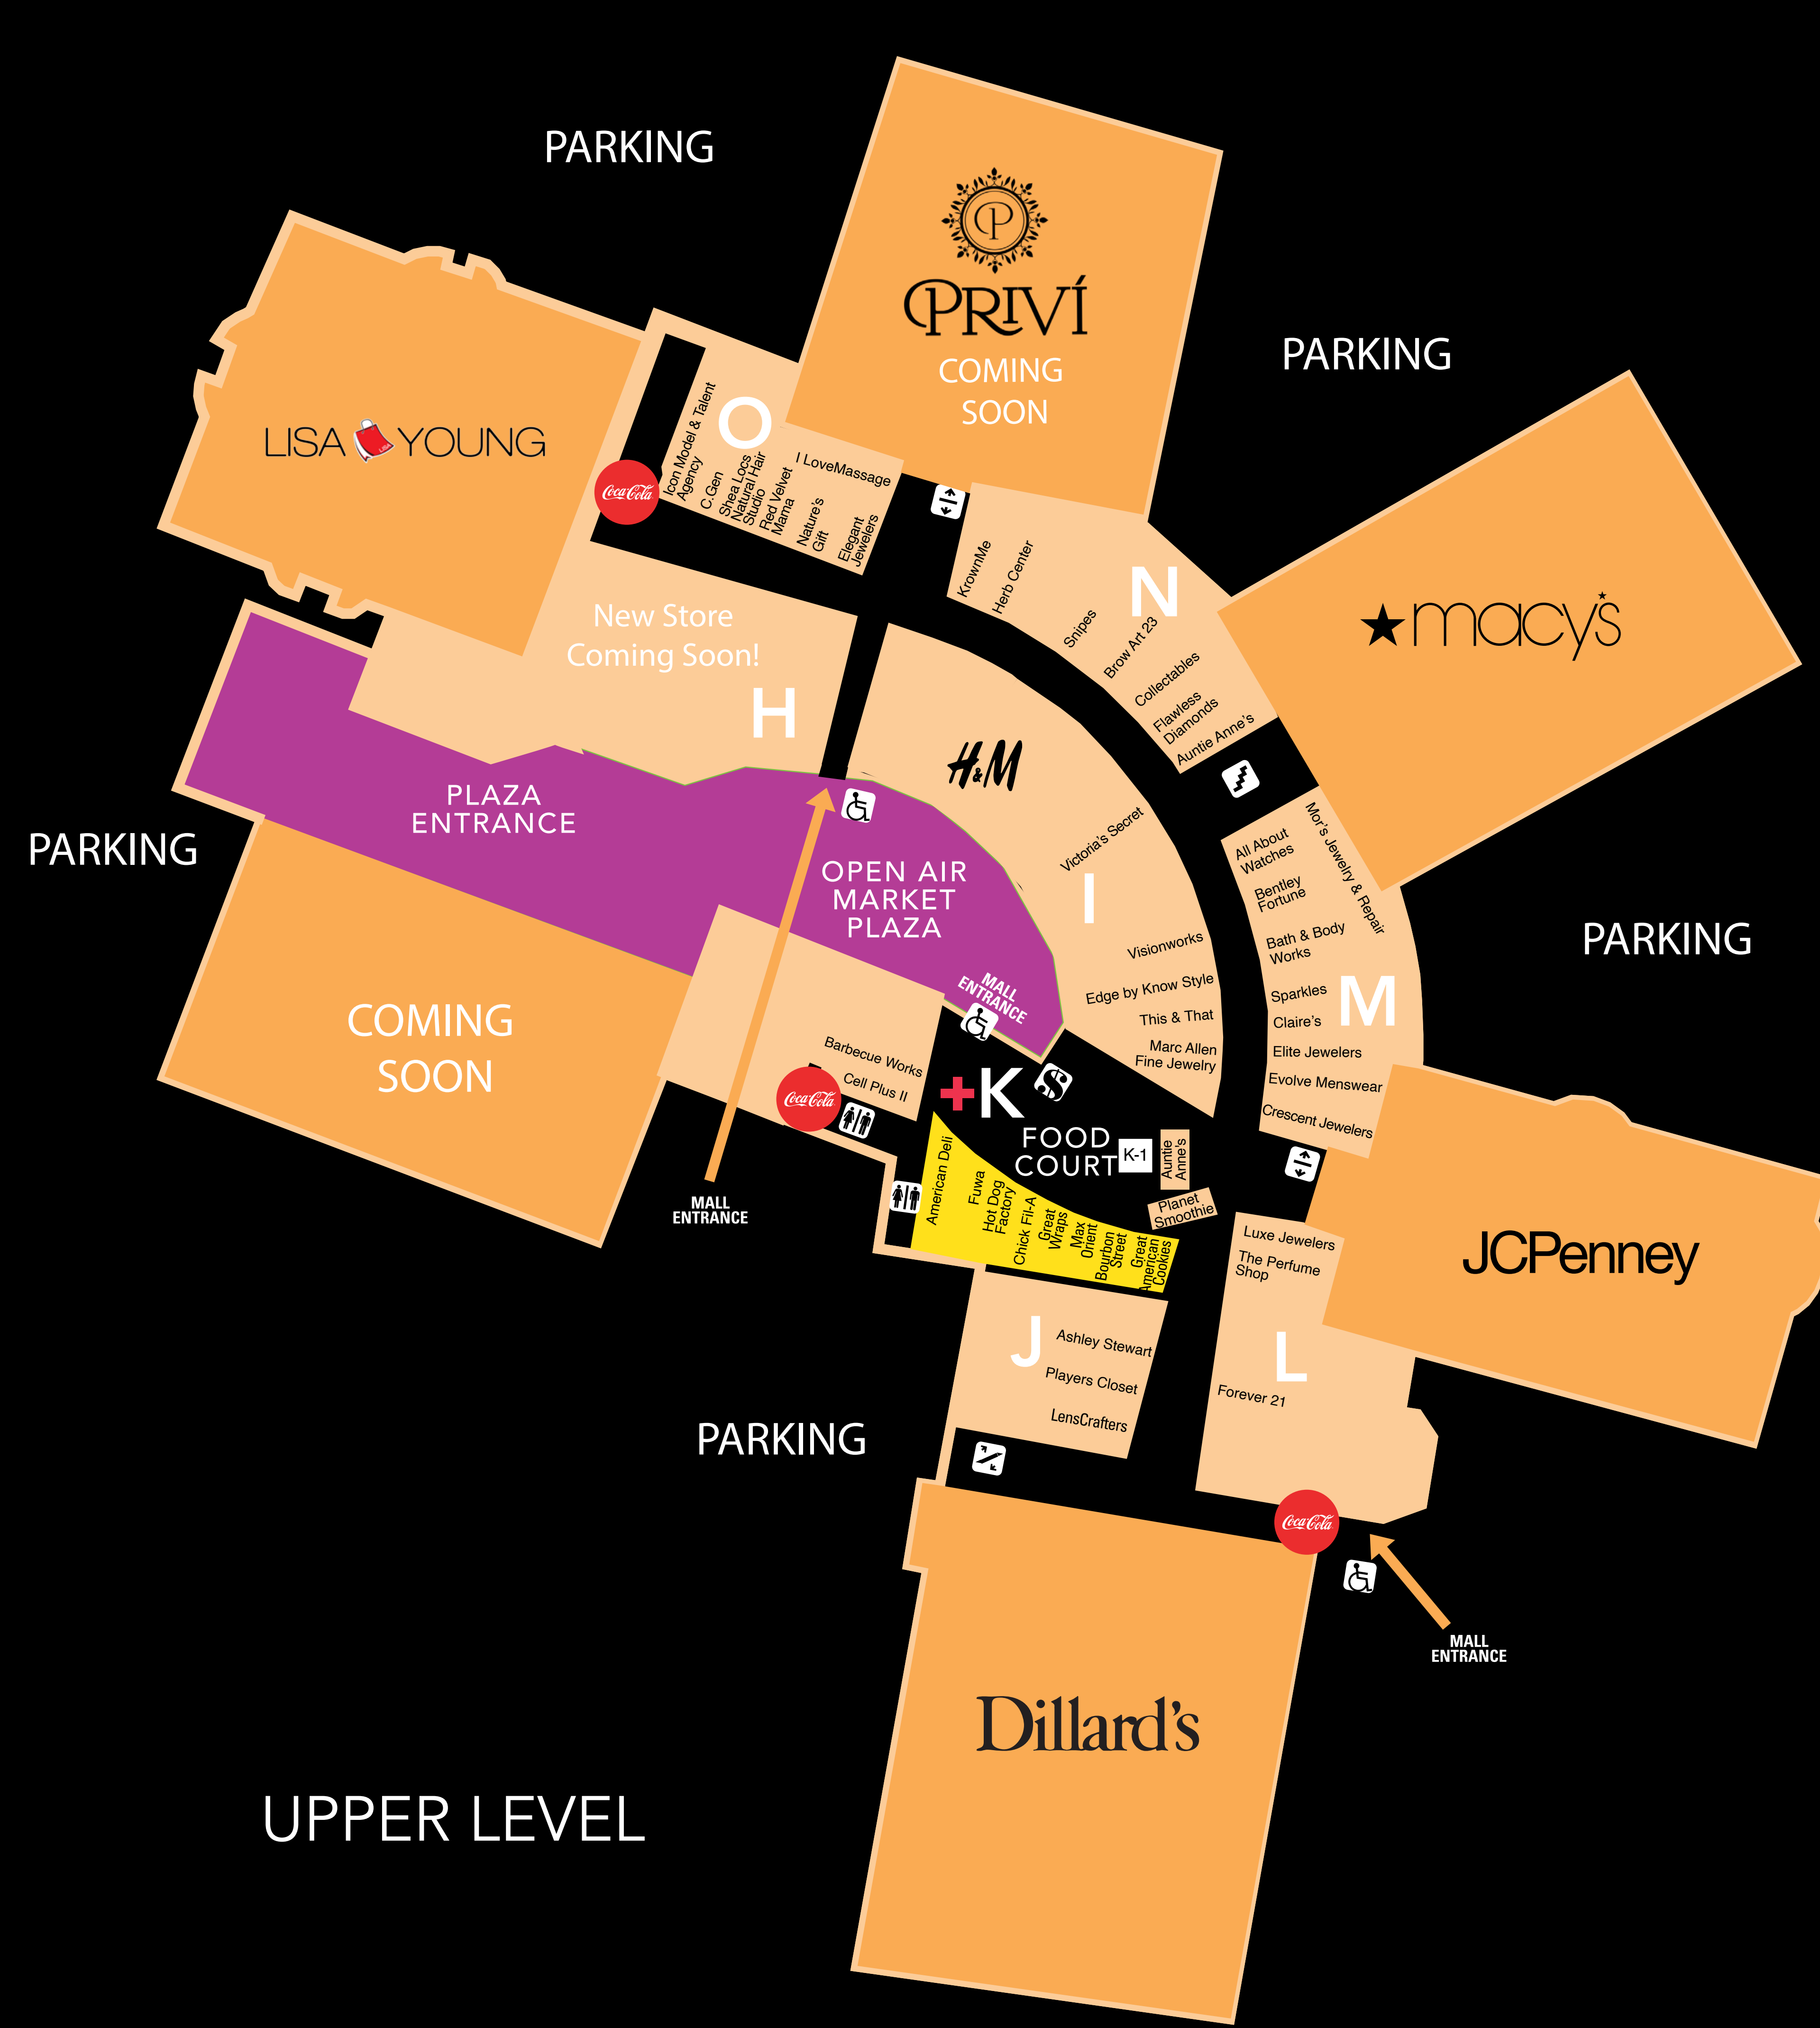 PARKING
P
PRIVÍ
COMING
SOON
PARKING
LISA YOUNG
Coca-Cola
Icon Model & Talent
Agency
O
C.Gen
Shea Locs
Natural Hair
Studio
Red Velvet
Mama
I LoveMassage
Nature's
Gift
Elegant
Jewelers
KrownMe
Herb Center
N
Snipes
Brow Art 23
Collectables
Flawless
Diamonds
Auntie Anne's
macy's
New Store
Coming Soon!
H
H&M
Victoria's Secret
I
Visionworks
Edge by Know Style
This & That
Marc Allen
Fine Jewelry
PLAZA
ENTRANCE
PARKING
OPEN AIR
MARKET
PLAZA
MALL
ENTRANCE
Mor's Jewelry & Repair
All About
Watches
Bentley
Fortune
Bath & Body
Works
M
Sparkles
Claire's
Elite Jewelers
Evolve Menswear
Crescent Jewelers
PARKING
COMING
SOON
Barbecue Works
Cell Plus II
Coca-Cola
K
$
FOOD
COURT
K-1
Auntie
Anne's
Planet
Smoothie
MALL
ENTRANCE
American Deli
Fuwa
Hot Dog
Factory
Chick Fil-A
Great
Wraps
Max
Orient
Bourbon
Street
Great
American
Cookies
Luxe Jewelers
The Perfume
Shop
L
Forever 21
JCPenney
J
Ashley Stewart
Players Closet
LensCrafters
PARKING
Coca-Cola
MALL
ENTRANCE
Dillard's
UPPER LEVEL